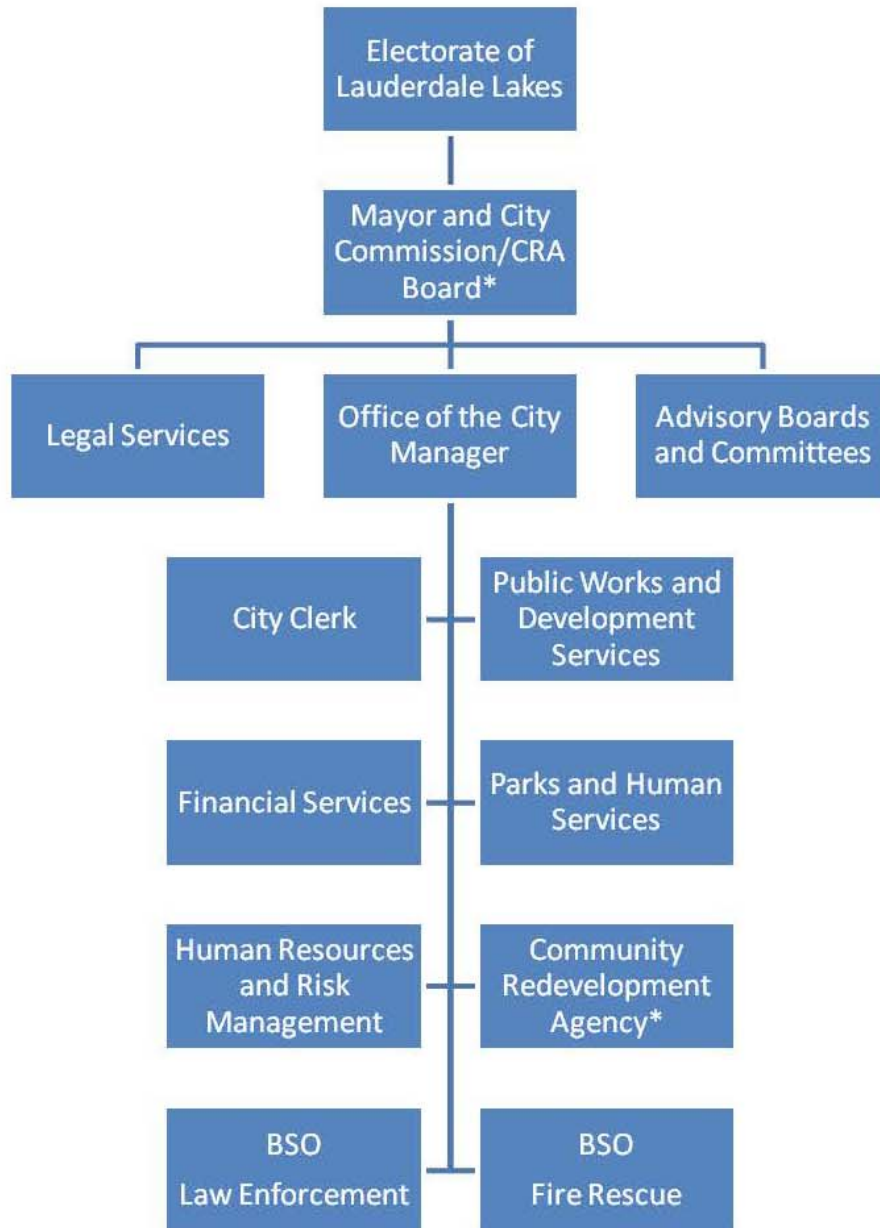 Electorate of
Lauderdale Lakes
Mayor and City
Commission/CRA
Board*
Legal Services
Office of the City
Manager
Advisory Boards
and Committees
City Clerk
Public Works and
Development
Services
Financial Services
Parks and Human
Services
Human Resources
and Risk
Management
Community
Redevelopment
Agency*
BSO
Law Enforcement
BSO
Fire Rescue